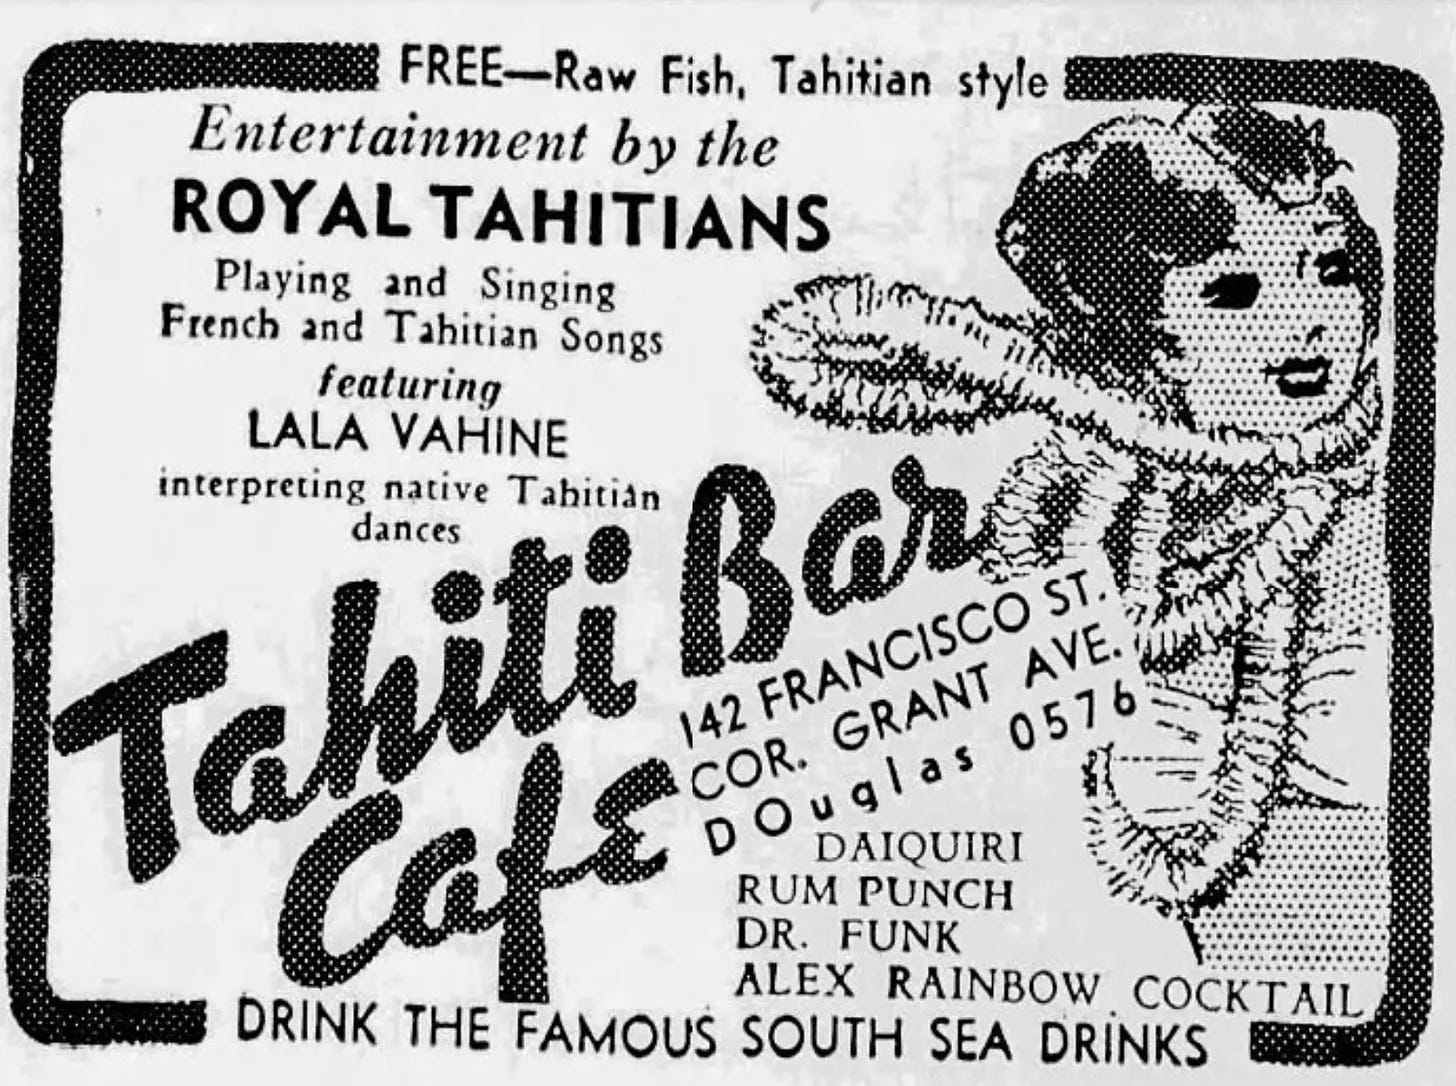 FREE—Raw Fish, Tahitian style
Entertainment by the
ROYAL TAHITIANS
Playing and Singing
French and Tahitian Songs
featuring
LALA VAHINE
interpreting native Tahitian
dances
Tahiti Bar
Cafe
142 FRANCISCO ST.
COR. GRANT AVE.
DOuglas 0576
DAIQUIRI
RUM PUNCH
DR. FUNK
ALEX RAINBOW COCKTAIL
DRINK THE FAMOUS SOUTH SEA DRINKS